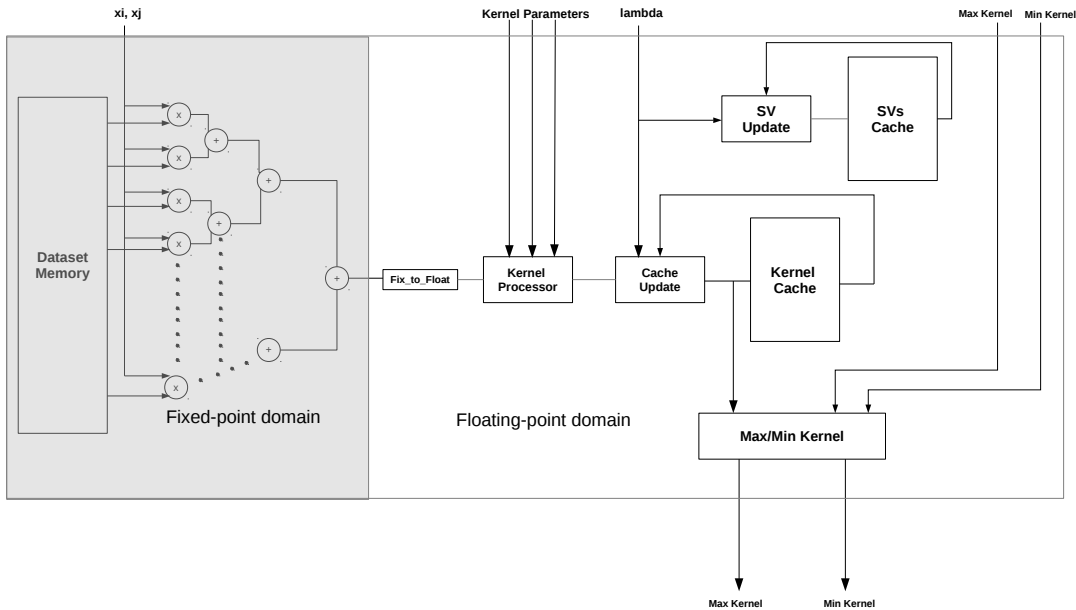 xi, xj
Kernel Parameters
lambda
Max Kernel
Min Kernel
SV
Update
SVs
Cache
x
+
x
+
x
+
x
Dataset
Memory
Fix_to_Float
Kernel
Processor
Cache
Update
Kernel
Cache
+
+
x
Fixed-point domain
Floating-point domain
Max/Min Kernel
Max Kernel
Min Kernel